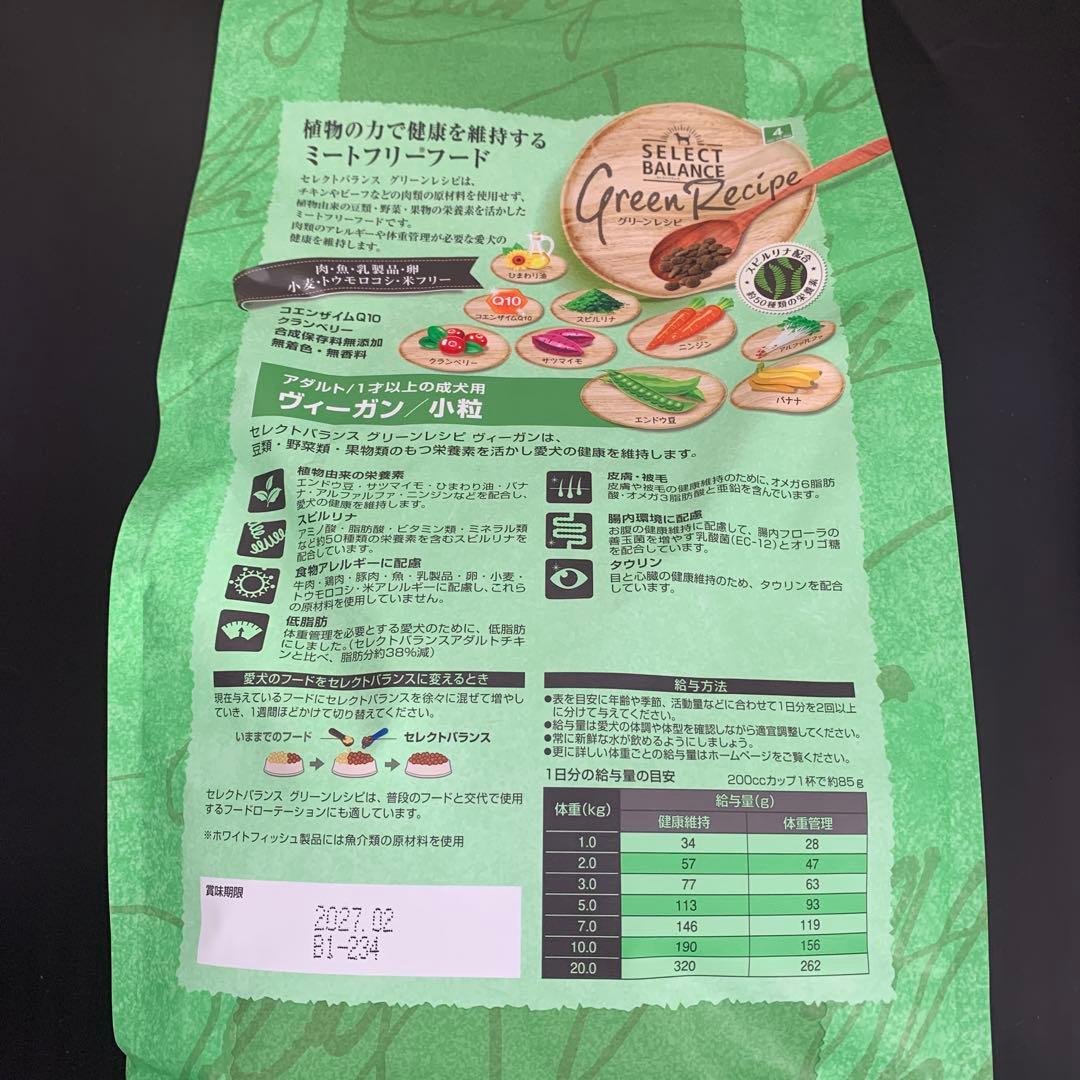 植物の力で健康を維持する
ミートフリー※フード
セレクトバランス グリーンレシピは、
チキンやビーフなどの肉類の原材料を使用せず、
植物由来の豆類・野菜・果物の栄養素を活かした
ミートフリーフードです。
肉類のアレルギーや体重管理が必要な愛犬の
健康を維持します。
4
SELECT
BALANCE
Green Recipe
グリーンレシピ
肉・魚・乳製品・卵
小麦・トウモロコシ・米フリー
スピルリナ配合
約50種類の栄養素
コエンザイムQ10
クランベリー
合成保存料無添加
無着色・無香料
ひまわり油
Q10
コエンザイムQ10
スピルリナ
ニンジン
アルファルファ
クランベリー
サツマイモ
エンドウ豆
バナナ
アダルト/1才以上の成犬用
ヴィーガン/小粒
セレクトバランス グリーンレシピ ヴィーガンは、
豆類・野菜類・果物類のもつ栄養素を活かし愛犬の健康を維持します。
植物由来の栄養素
エンドウ豆・サツマイモ・ひまわり油・バナ
ナ・アルファルファ・ニンジンなどを配合し、
愛犬の健康を維持します。
スピルリナ
アミノ酸・脂肪酸・ビタミン類・ミネラル類
など約50種類の栄養素を含むスピルリナを
配合しています。
食物アレルギーに配慮
牛肉・鶏肉・豚肉・魚・乳製品・卵・小麦・
トウモロコシ・米アレルギーに配慮し、これら
の原材料を使用していません。
低脂肪
体重管理を必要とする愛犬のために、低脂肪
にしました。(セレクトバランスアダルトチキ
ンと比べ、脂肪分約38%減)
皮膚・被毛
皮膚や被毛の健康維持のために、オメガ6脂肪
酸・オメガ3脂肪酸と亜鉛を含んでいます。
腸内環境に配慮
お腹の健康維持に配慮して、腸内フローラの
善玉菌を増やす乳酸菌(EC-12)とオリゴ糖
を配合しています。
タウリン
目と心臓の健康維持のため、タウリンを配合
しています。
愛犬のフードをセレクトバランスに変えるとき
現在与えているフードにセレクトバランスを徐々に混ぜて増やし
ていき、1週間ほどかけて切り替えてください。
いままでのフード
セレクトバランス
セレクトバランス グリーンレシピは、普段のフードと交代で使用
するフードローテーションにも適しています。
※ホワイトフィッシュ製品には魚介類の原材料を使用
賞味期限
2027.02
B1-234
給与方法
●表を目安に年齢や季節、活動量などに合わせて1日分を2回以上
に分けて与えてください。
●給与量は愛犬の体調や体型を確認しながら適宜調整してください。
●常に新鮮な水が飲めるようにしましょう。
●更に詳しい体重ごとの給与量はホームページをご覧ください。
1日分の給与量の目安 200ccカップ1杯で約85g
体重(kg) 給与量(g)
健康維持 体重管理
1.0 34 28
2.0 57 47
3.0 77 63
5.0 113 93
7.0 146 119
10.0 190 156
20.0 320 262